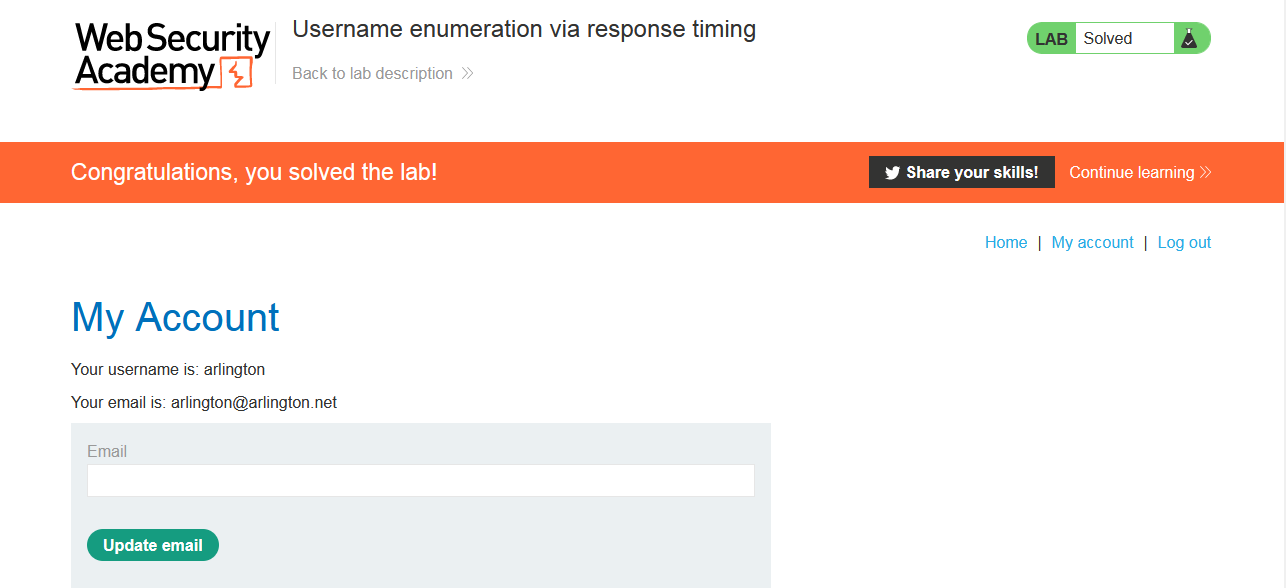 Web Security
Academy
Username enumeration via response timing
Back to lab description
LAB Solved
Congratulations, you solved the lab!
Share your skills!
Continue learning
Home | My account | Log out
My Account
Your username is: arlington
Your email is: arlington@arlington.net
Email
Update email